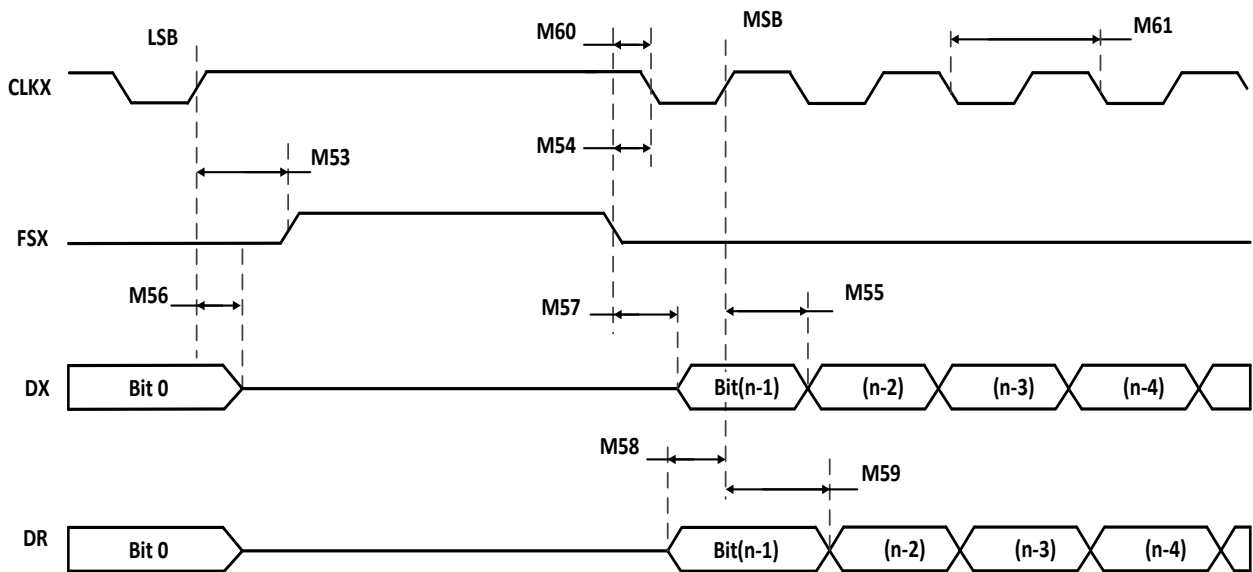 LSB
M60
MSB
M61
CLKX
M54
M53
FSX
M56
M57
M55
DX
Bit 0
Bit(n-1)
(n-2)
(n-3)
(n-4)
M58
M59
DR
Bit 0
Bit(n-1)
(n-2)
(n-3)
(n-4)